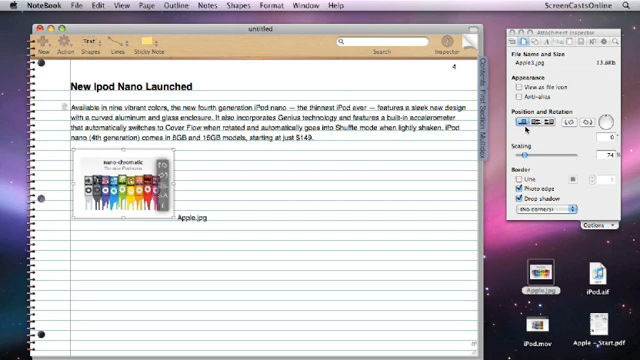 NoteBook File Edit View Page Outline Notes Shapes Format Window Help ScreenCastsOnline
untitled
New Action Text Shapes Lines Sticky Note Search Inspector
4
New Ipod Nano Launched
Available in nine vibrant colors, the new fourth generation iPod nano — the thinnest iPod ever — features a sleek new design
with a curved aluminum and glass enclosure. It also incorporates Genius technology and features a built-in accelerometer
that automatically switches to Cover Flow when rotated and automatically goes into Shuffle mode when lightly shaken. iPod
nano (4th generation) comes in 8GB and 16GB models, starting at just $149.
nano-chromatic
Apple.jpg
Contents First Section Multidex
Attachment Inspector
File Name and Size
Apple3.jpg 13.8Kb
Appearance
View as file icon
Anti-alias
Position and Rotation
0 °
Scaling
74 %
Border
Line 1
Photo edge
Drop shadow
(no corners)
Options
Apple.jpg iPod.aif
iPod.mov Apple - Start.pdf